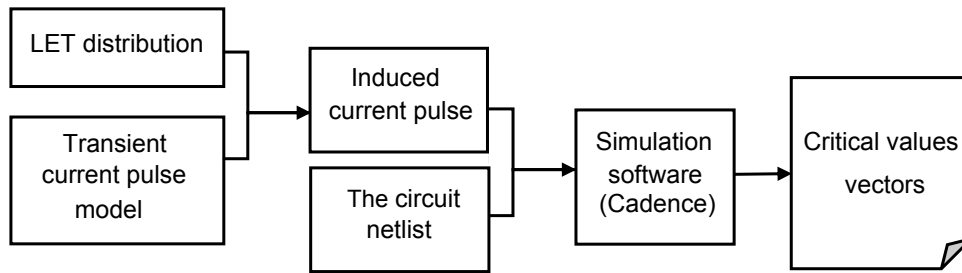 LET distribution
Transient
current pulse
model
Induced
current pulse
The circuit
netlist
Simulation
software
(Cadence)
Critical values
vectors